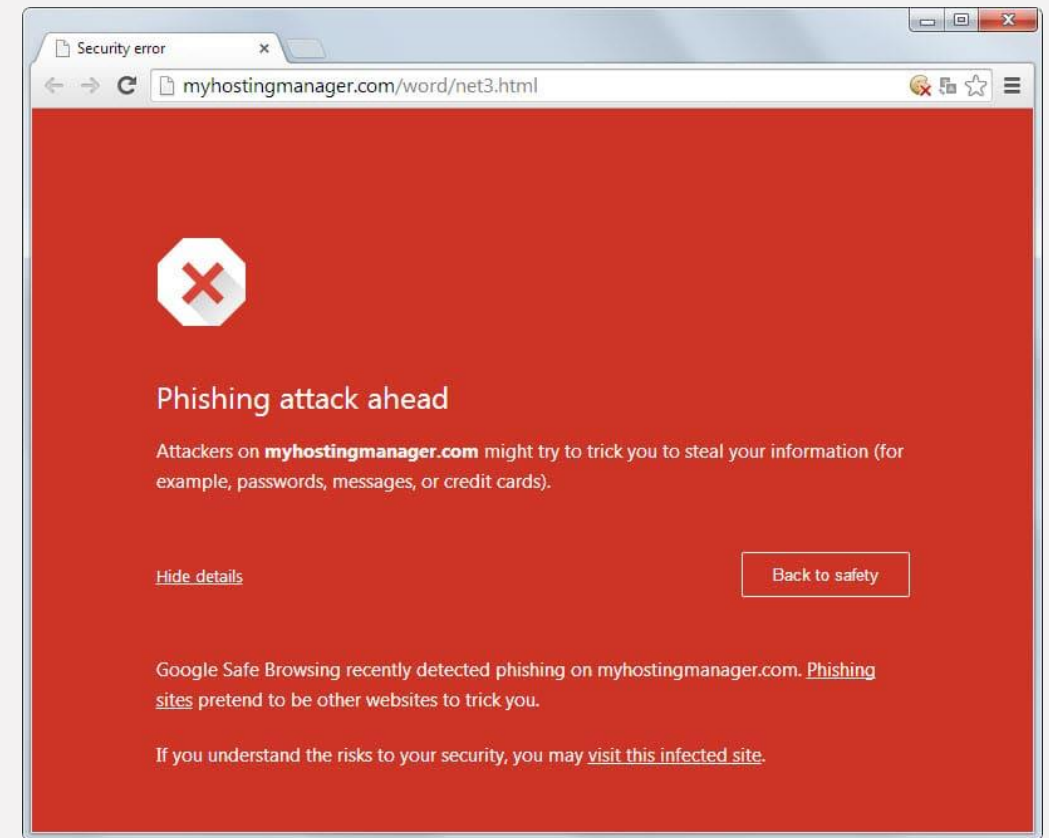 Security error
myhostingmanager.com/word/net3.html
Phishing attack ahead
Attackers on myhostingmanager.com might try to trick you to steal your information (for
example, passwords, messages, or credit cards).
Hide details
Back to safety
Google Safe Browsing recently detected phishing on myhostingmanager.com. Phishing
sites pretend to be other websites to trick you.
If you understand the risks to your security, you may visit this infected site.